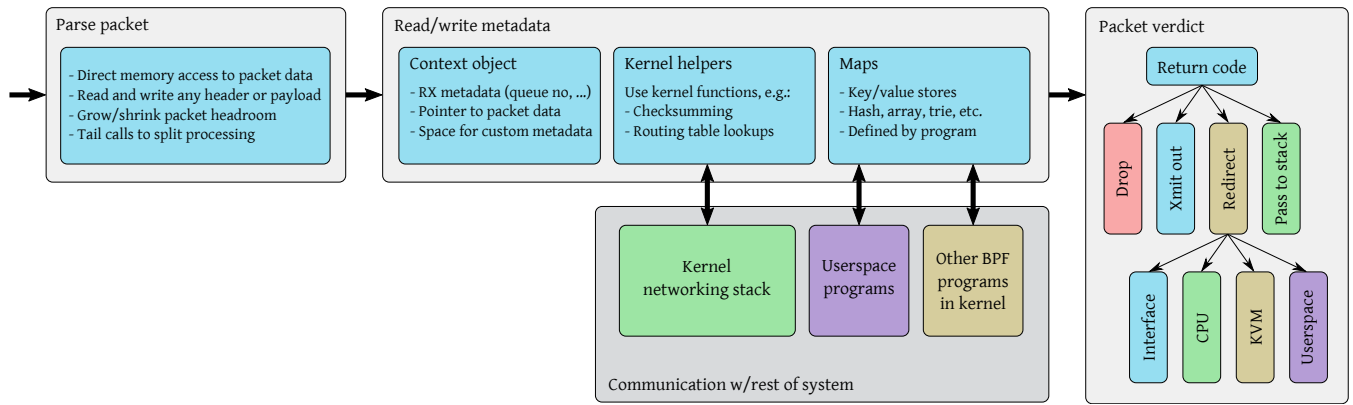 Parse packet
- Direct memory access to packet data
- Read and write any header or payload
- Grow/shrink packet headroom
- Tail calls to split processing
Read/write metadata
Context object
- RX metadata (queue no, ...)
- Pointer to packet data
- Space for custom metadata
Kernel helpers
Use kernel functions, e.g.:
- Checksumming
- Routing table lookups
Maps
- Key/value stores
- Hash, array, trie, etc.
- Defined by program
Kernel
networking stack
Userspace
programs
Other BPF
programs
in kernel
Communication w/rest of system
Packet verdict
Return code
Drop
Xmit out
Redirect
Pass to stack
Interface
CPU
KVM
Userspace